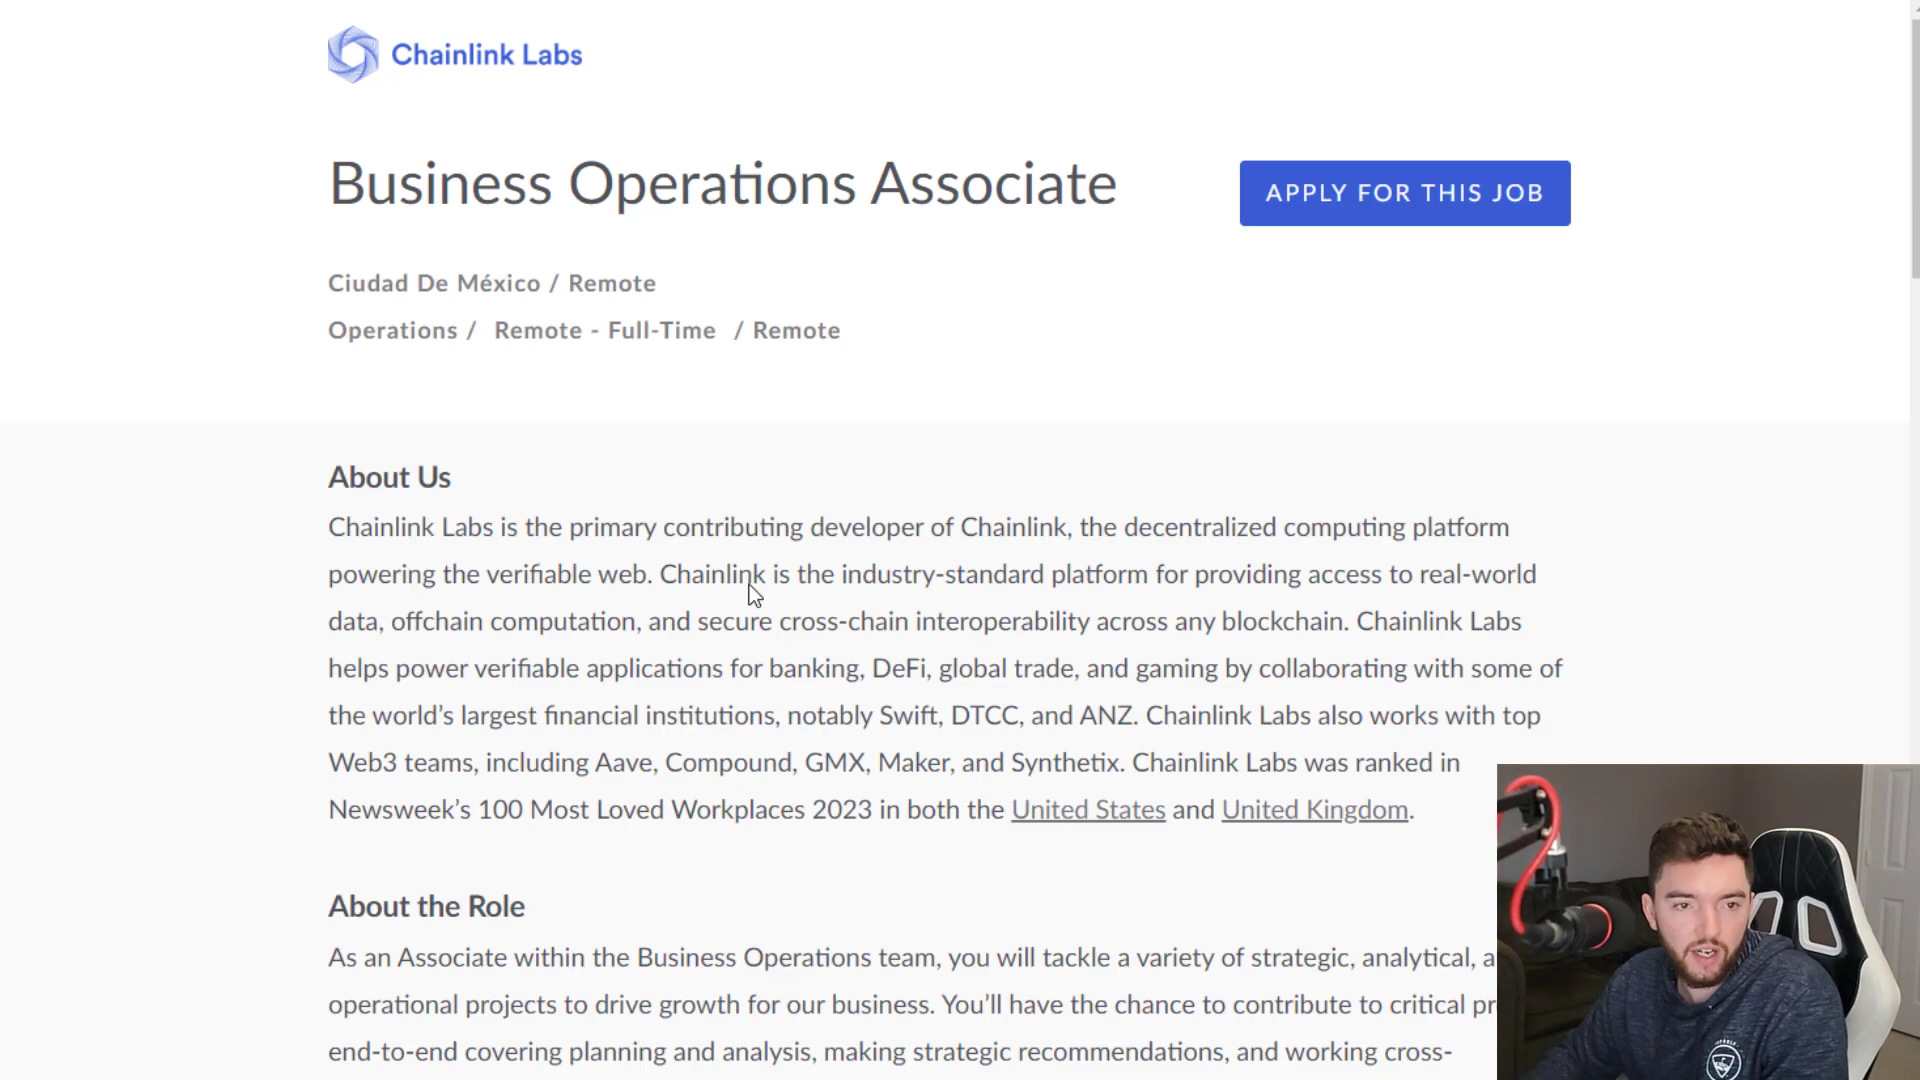 Chainlink Labs
Business Operations Associate
APPLY FOR THIS JOB
Ciudad De México / Remote
Operations / Remote - Full-Time / Remote
About Us
Chainlink Labs is the primary contributing developer of Chainlink, the decentralized computing platform
powering the verifiable web. Chainlink is the industry-standard platform for providing access to real-world
data, offchain computation, and secure cross-chain interoperability across any blockchain. Chainlink Labs
helps power verifiable applications for banking, DeFi, global trade, and gaming by collaborating with some of
the world’s largest financial institutions, notably Swift, DTCC, and ANZ. Chainlink Labs also works with top
Web3 teams, including Aave, Compound, GMX, Maker, and Synthetix. Chainlink Labs was ranked in
Newsweek’s 100 Most Loved Workplaces 2023 in both the United States and United Kingdom.
About the Role
As an Associate within the Business Operations team, you will tackle a variety of strategic, analytical, a
operational projects to drive growth for our business. You’ll have the chance to contribute to critical pr
end-to-end covering planning and analysis, making strategic recommendations, and working cross-